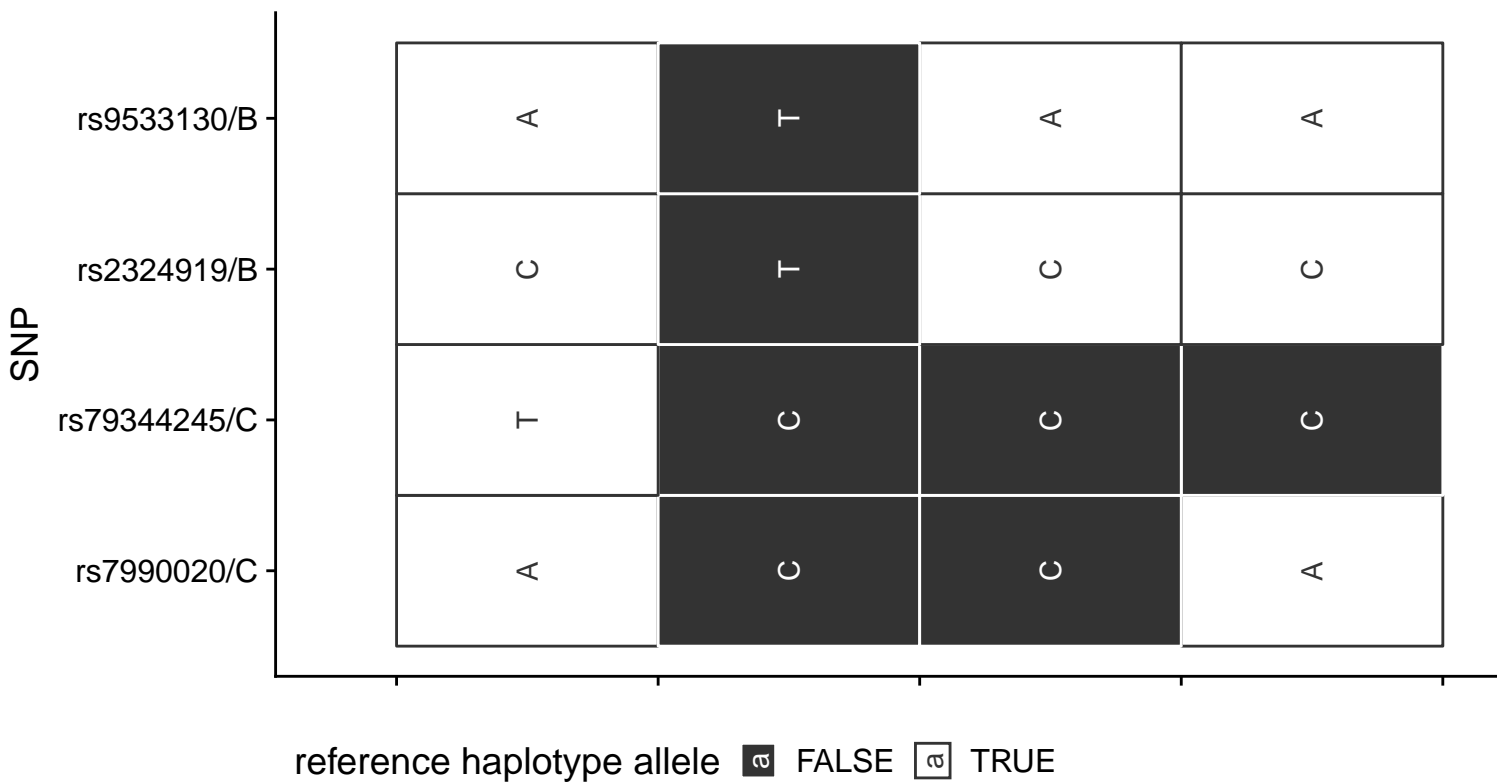 SNP
rs9533130/B A T A A
rs2324919/B C T C C
rs79344245/C T C C C
rs7990020/C A C C A
reference haplotype allele a FALSE a TRUE